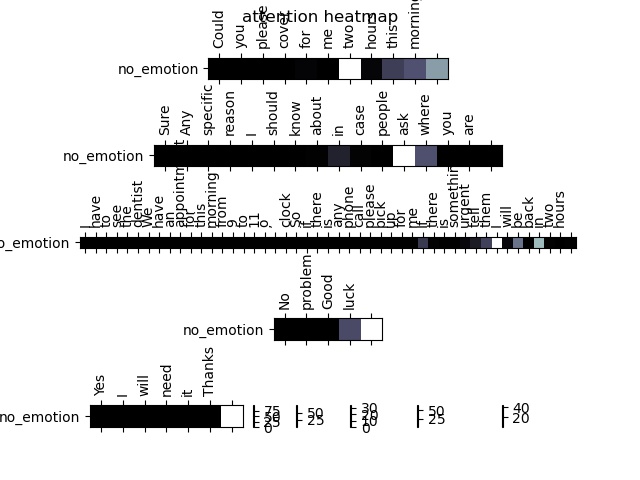 attention heatmap
Could you please cover for me two hours this morning
no_emotion
Sure Any specific reason I should know about in case people ask where you are
no_emotion
I have to see the dentist We have an appointment for this morning from 9 to 11 o ' clock So if there is any phone call please pick up for me If there is something urgent tell them I will be back in two hours
o_emotion
No problem Good luck
no_emotion
Yes I will need it Thanks
no_emotion
75 50 25 0
50 25
30 20 10 0
50 25
40 20